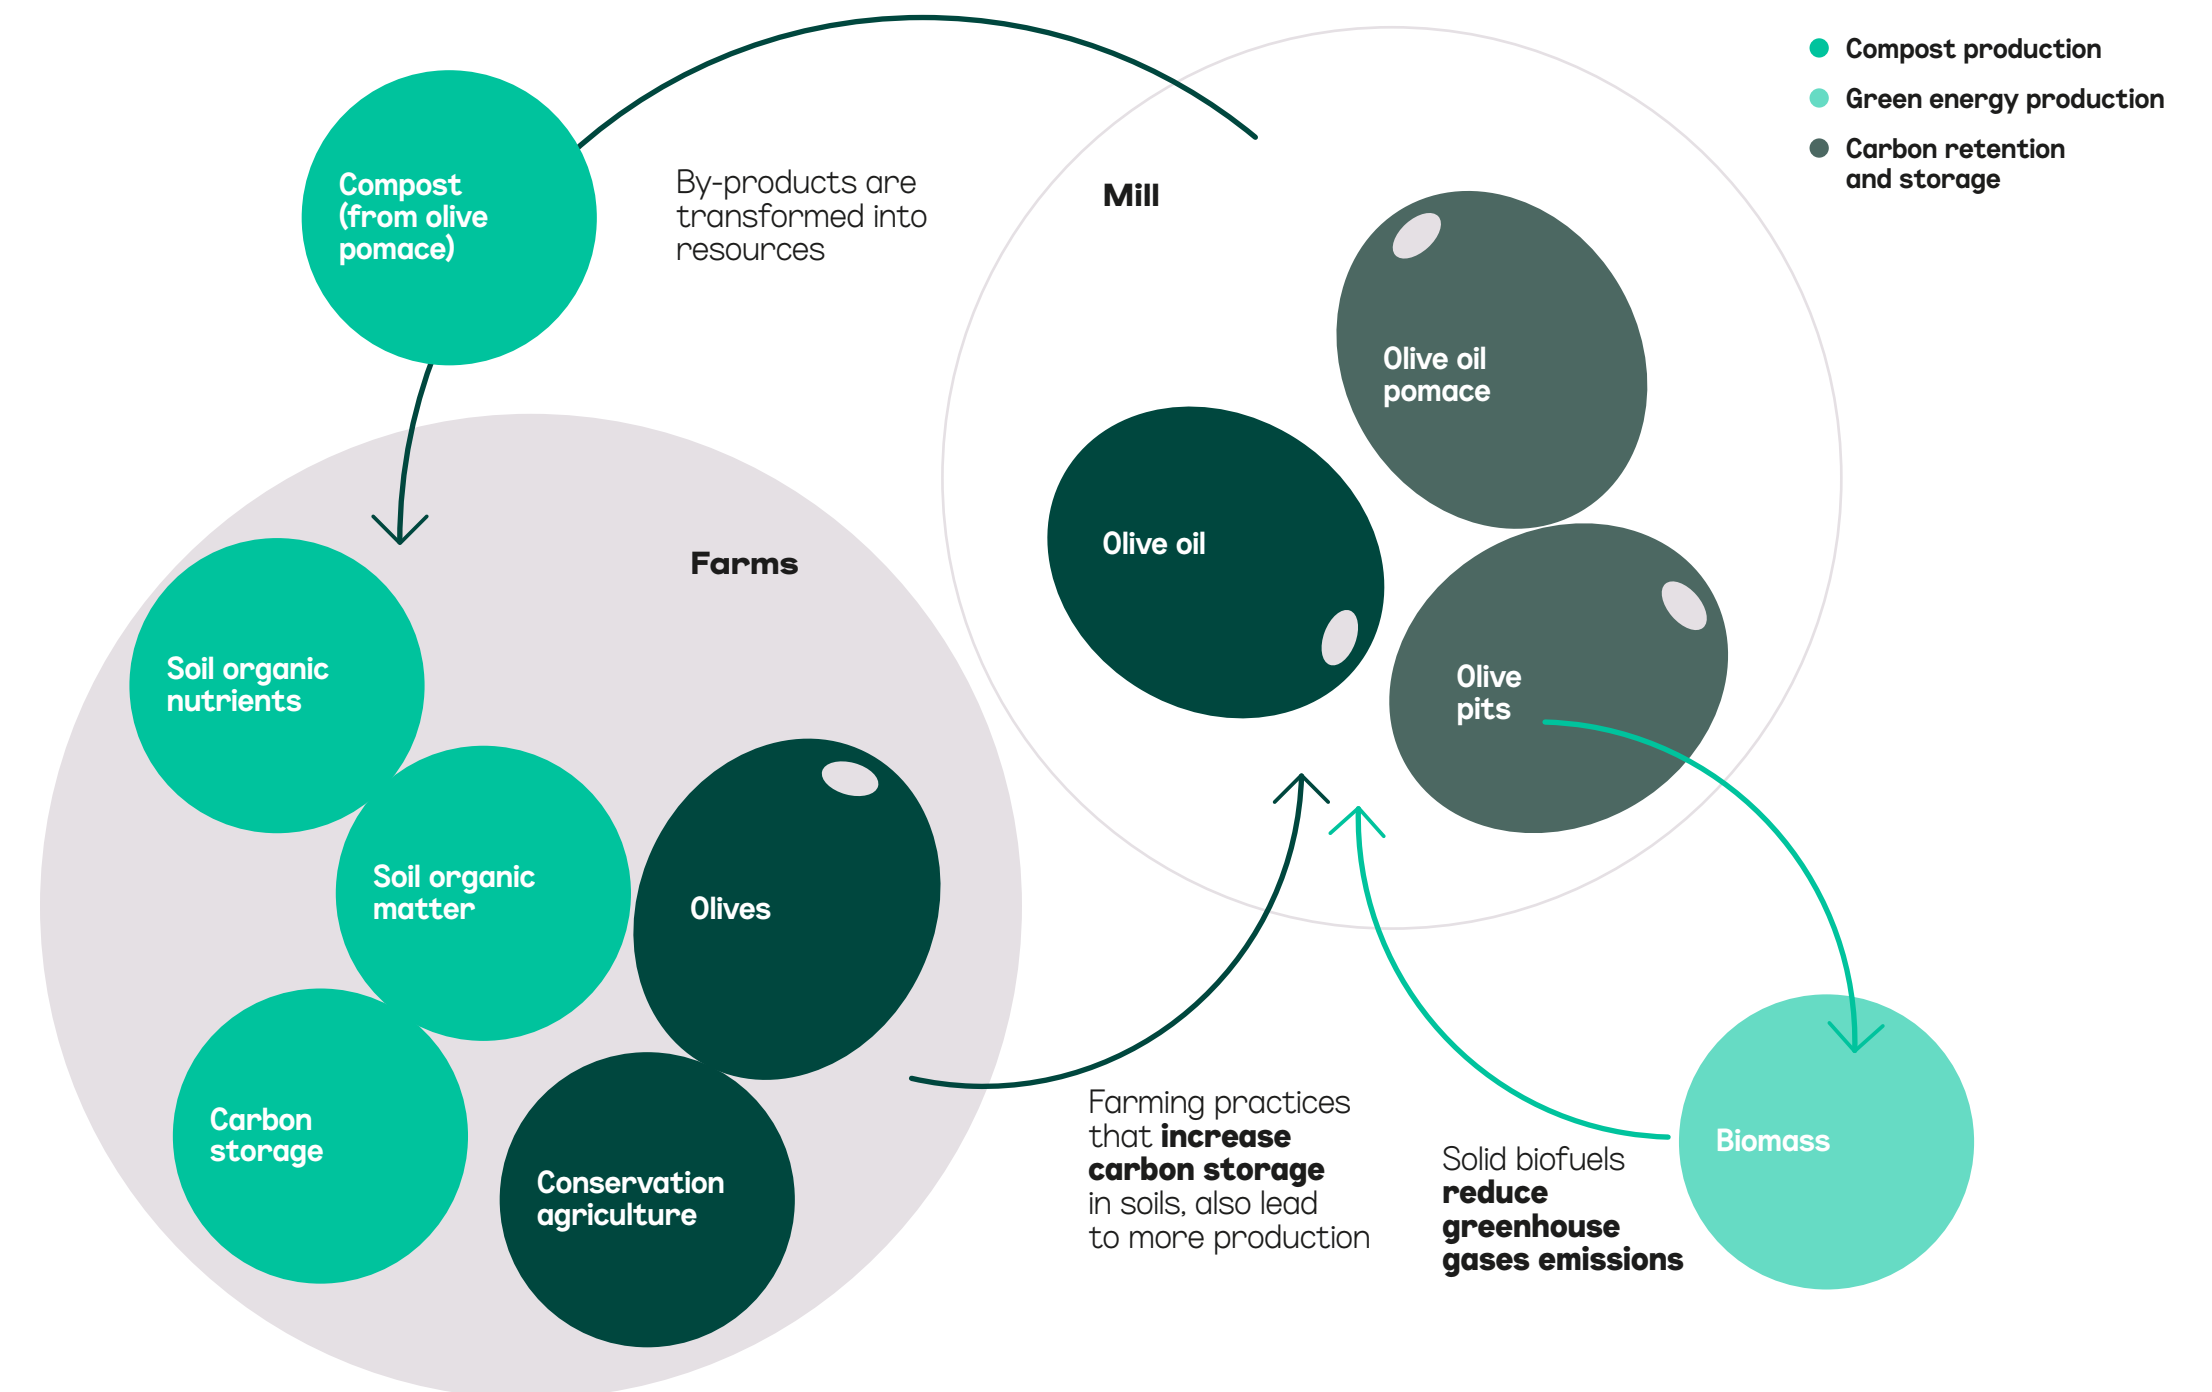 Compost production
Green energy production
Carbon retention
and storage
Compost
(from olive
pomace)
By-products are
transformed into
resources
Mill
Olive oil
pomace
Olive oil
Olive
pits
Farms
Soil organic
nutrients
Soil organic
matter
Olives
Carbon
storage
Conservation
agriculture
Farming practices
that increase
carbon storage
in soils, also lead
to more production
Solid biofuels
reduce
greenhouse
gases emissions
Biomass